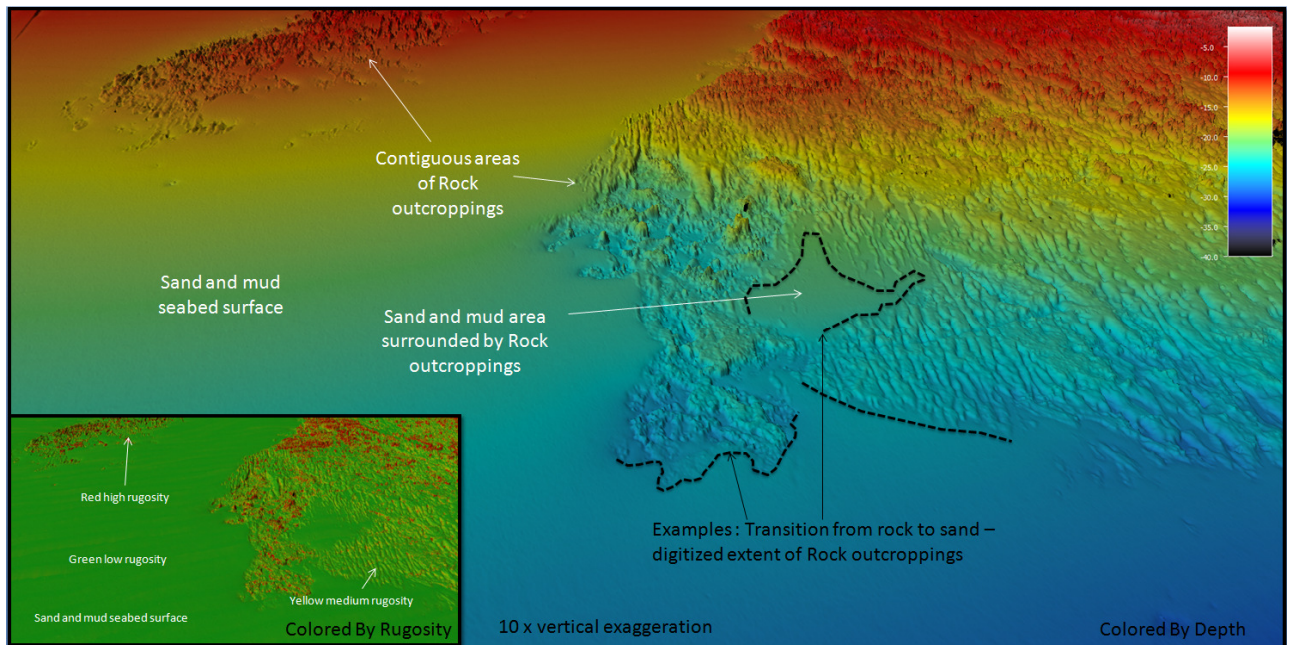 -5.0
-10.0
-15.0
-20.0
-25.0
-30.0
-35.0
-40.0
Contiguous areas
of Rock
outcroppings
Sand and mud
seabed surface
Sand and mud area
surrounded by Rock
outcroppings
Examples : Transition from rock to sand –
digitized extent of Rock outcroppings
Red high rugosity
Green low rugosity
Yellow medium rugosity
Sand and mud seabed surface
Colored By Rugosity
10 x vertical exaggeration
Colored By Depth